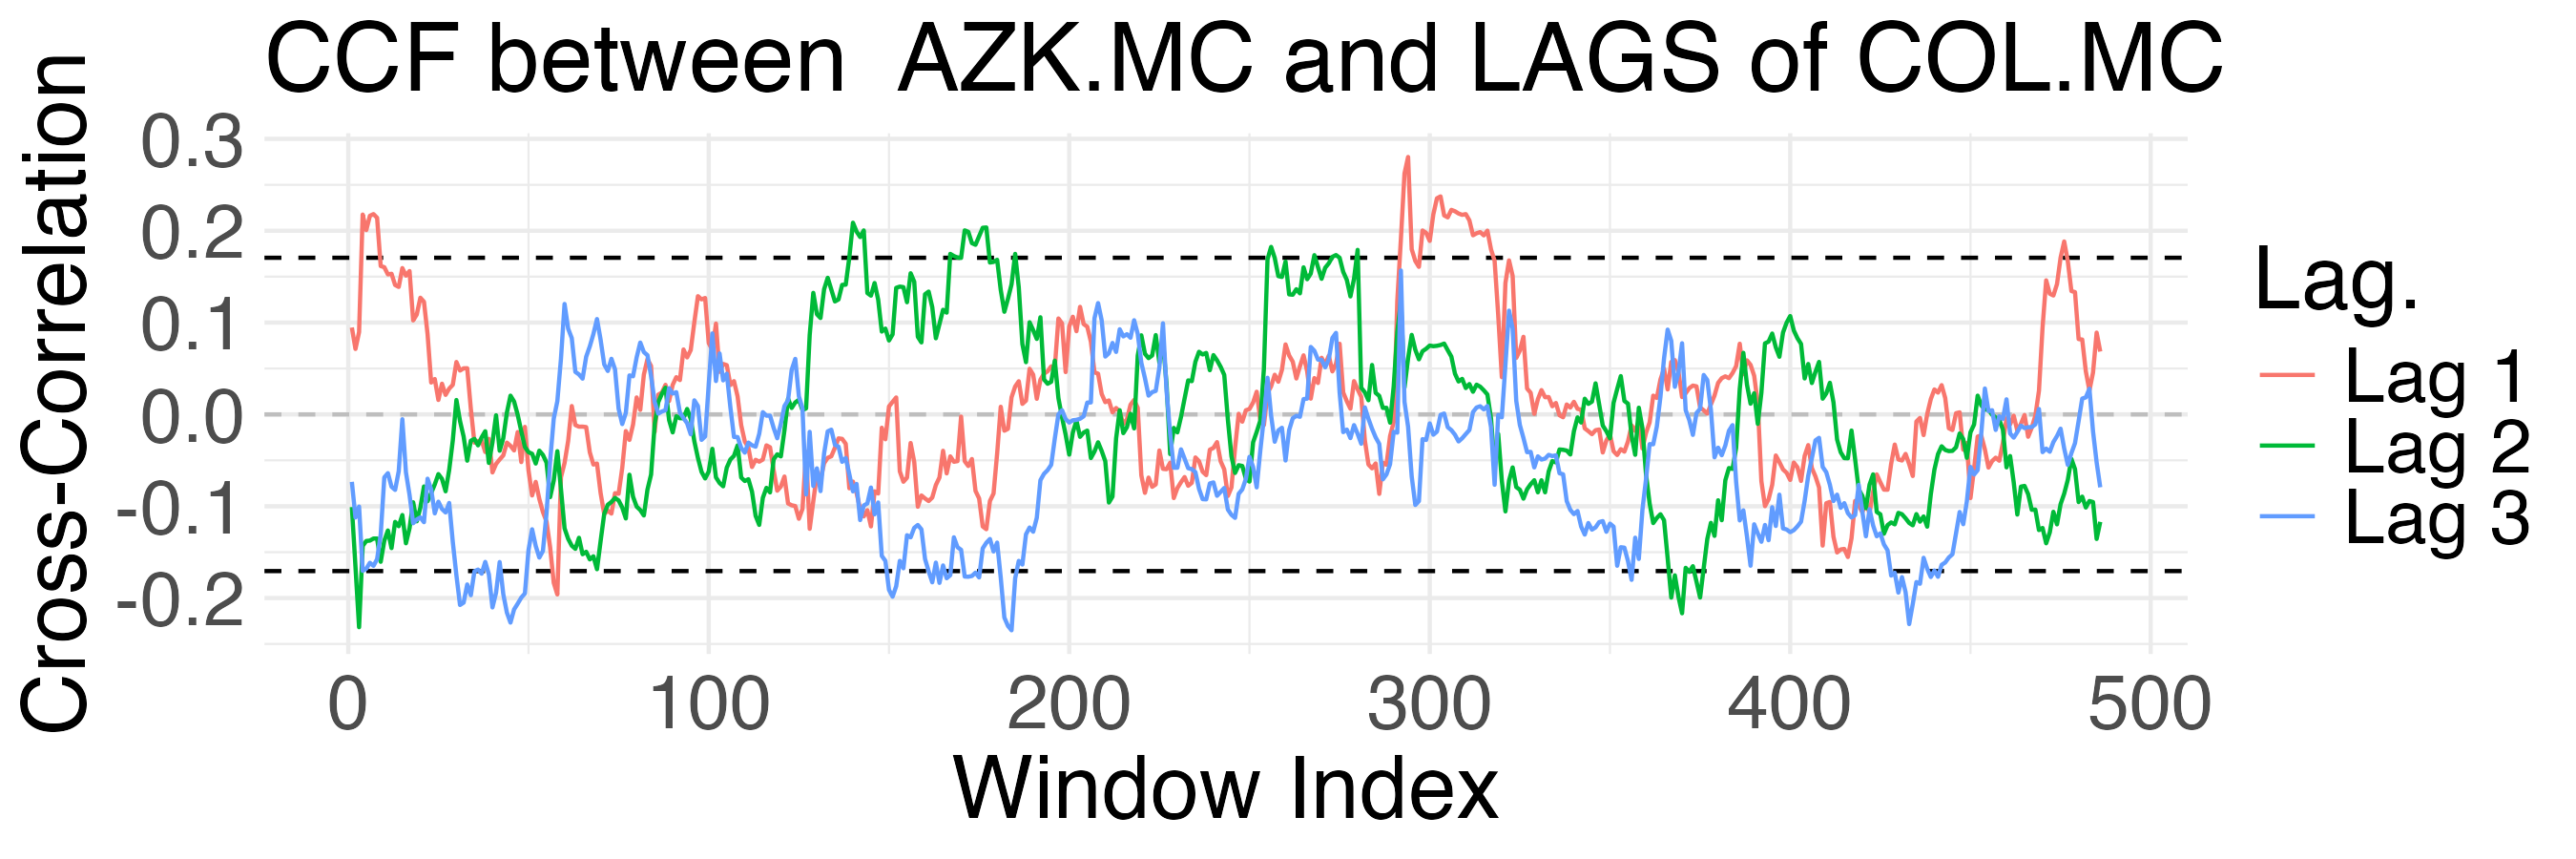 CCF between  AZK.MC and LAGS of COL.MC
Cross-Correlation
0.3
0.2
0.1
0.0
-0.1
-0.2
0 100 200 300 400 500
Window Index
Lag.
Lag 1
Lag 2
Lag 3